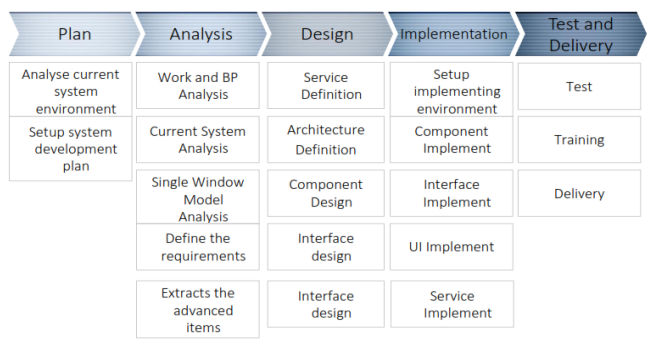 Plan
Analysis
Design
Implementation
Test and
Delivery
Analyse current
system
environment
Setup system
development
plan
Work and BP
Analysis
Current System
Analysis
Single Window
Model
Analysis
Define the
requirements
Extracts the
advanced
items
Service
Definition
Architecture
Definition
Component
Design
Interface
design
Interface
design
Setup
implementing
environment
Component
Implement
Interface
Implement
UI Implement
Service
Implement
Test
Training
Delivery